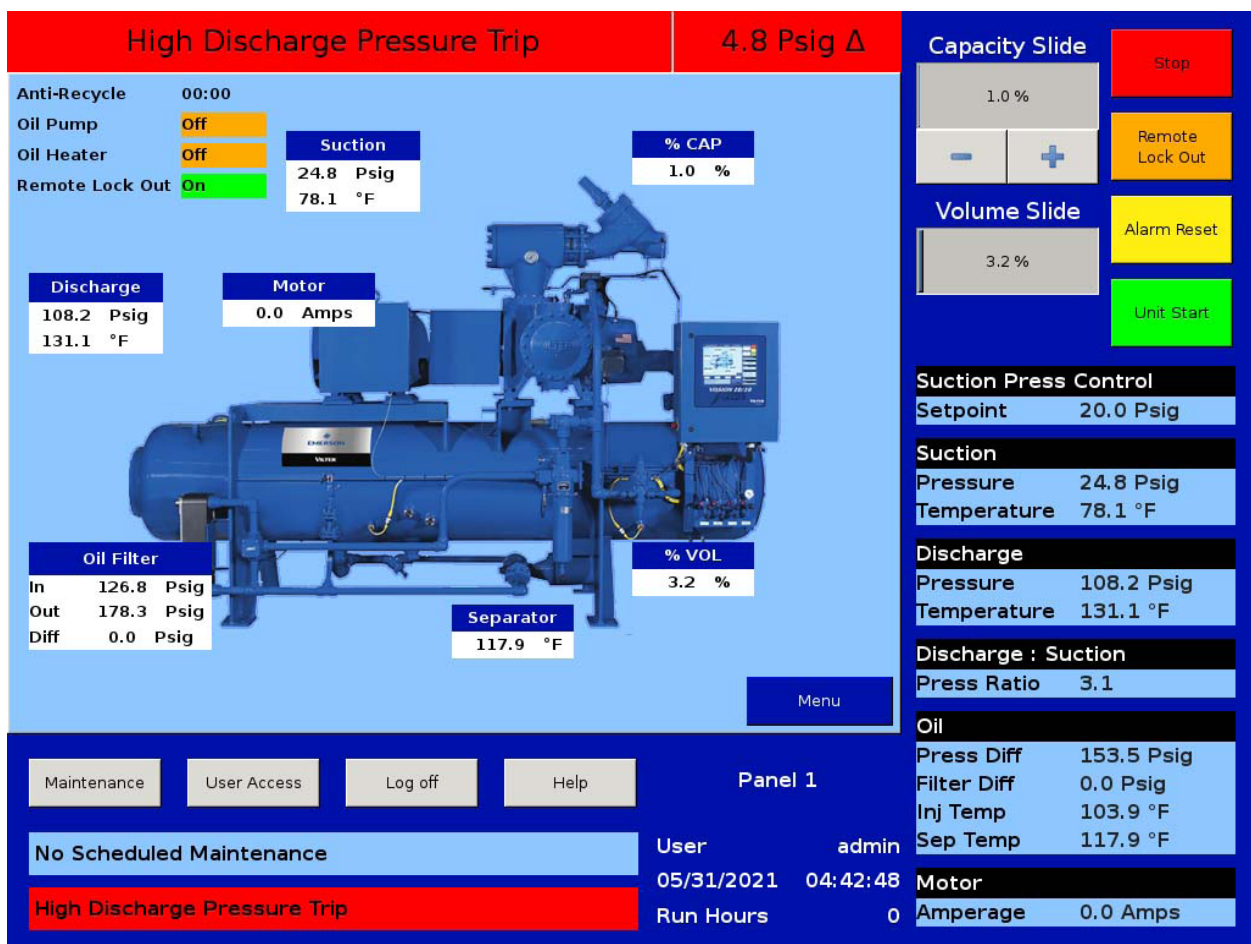 High Discharge Pressure Trip
4.8 Psig Δ
Anti-Recycle 00:00
Oil Pump Off
Oil Heater Off
Remote Lock Out On
Suction
24.8 Psig
78.1 °F
% CAP
1.0 %
Discharge
108.2 Psig
131.1 °F
Motor
0.0 Amps
EMERSON
VILTER
Oil Filter
In 126.8 Psig
Out 178.3 Psig
Diff 0.0 Psig
% VOL
3.2 %
Separator
117.9 °F
Menu
Maintenance
User Access
Log off
Help
Panel 1
No Scheduled Maintenance
High Discharge Pressure Trip
User admin
05/31/2021 04:42:48
Run Hours 0
Capacity Slide
1.0 %
Volume Slide
3.2 %
Stop
Remote
Lock Out
Alarm Reset
Unit Start
Suction Press Control
Setpoint 20.0 Psig
Suction
Pressure 24.8 Psig
Temperature 78.1 °F
Discharge
Pressure 108.2 Psig
Temperature 131.1 °F
Discharge : Suction
Press Ratio 3.1
Oil
Press Diff 153.5 Psig
Filter Diff 0.0 Psig
Inj Temp 103.9 °F
Sep Temp 117.9 °F
Motor
Amperage 0.0 Amps